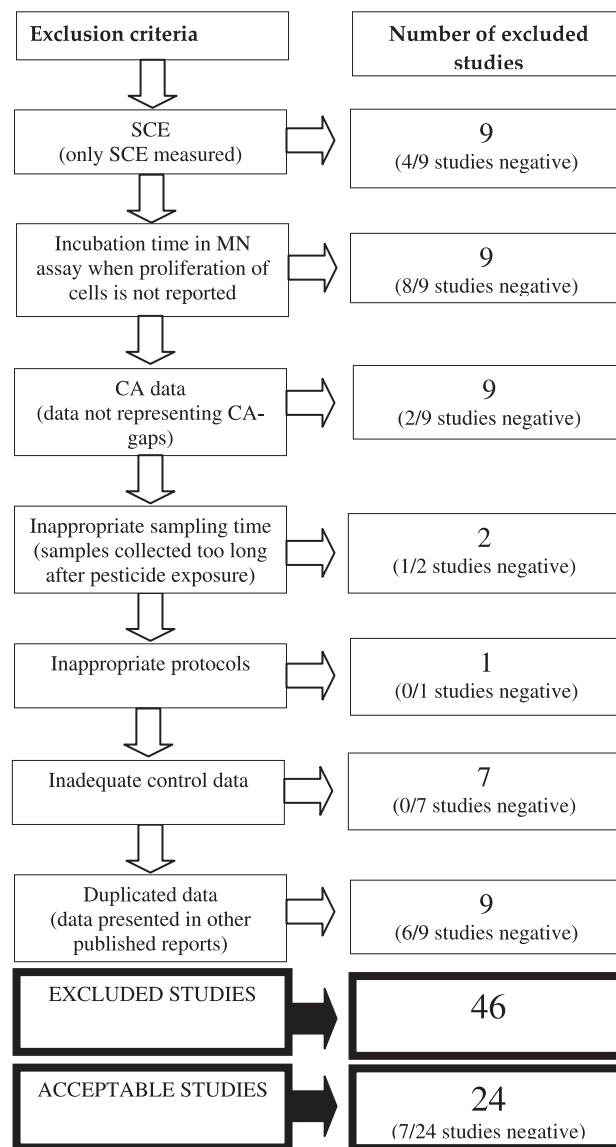 Exclusion criteria
Number of excluded
studies
SCE
(only SCE measured)
9
(4/9 studies negative)
Incubation time in MN
assay when proliferation of
cells is not reported
9
(8/9 studies negative)
CA data
(data not representing CA-
gaps)
9
(2/9 studies negative)
Inappropriate sampling time
(samples collected too long
after pesticide exposure)
2
(1/2 studies negative)
Inappropriate protocols
1
(0/1 studies negative)
Inadequate control data
7
(0/7 studies negative)
Duplicated data
(data presented in other
published reports)
9
(6/9 studies negative)
EXCLUDED STUDIES
46
ACCEPTABLE STUDIES
24
(7/24 studies negative)